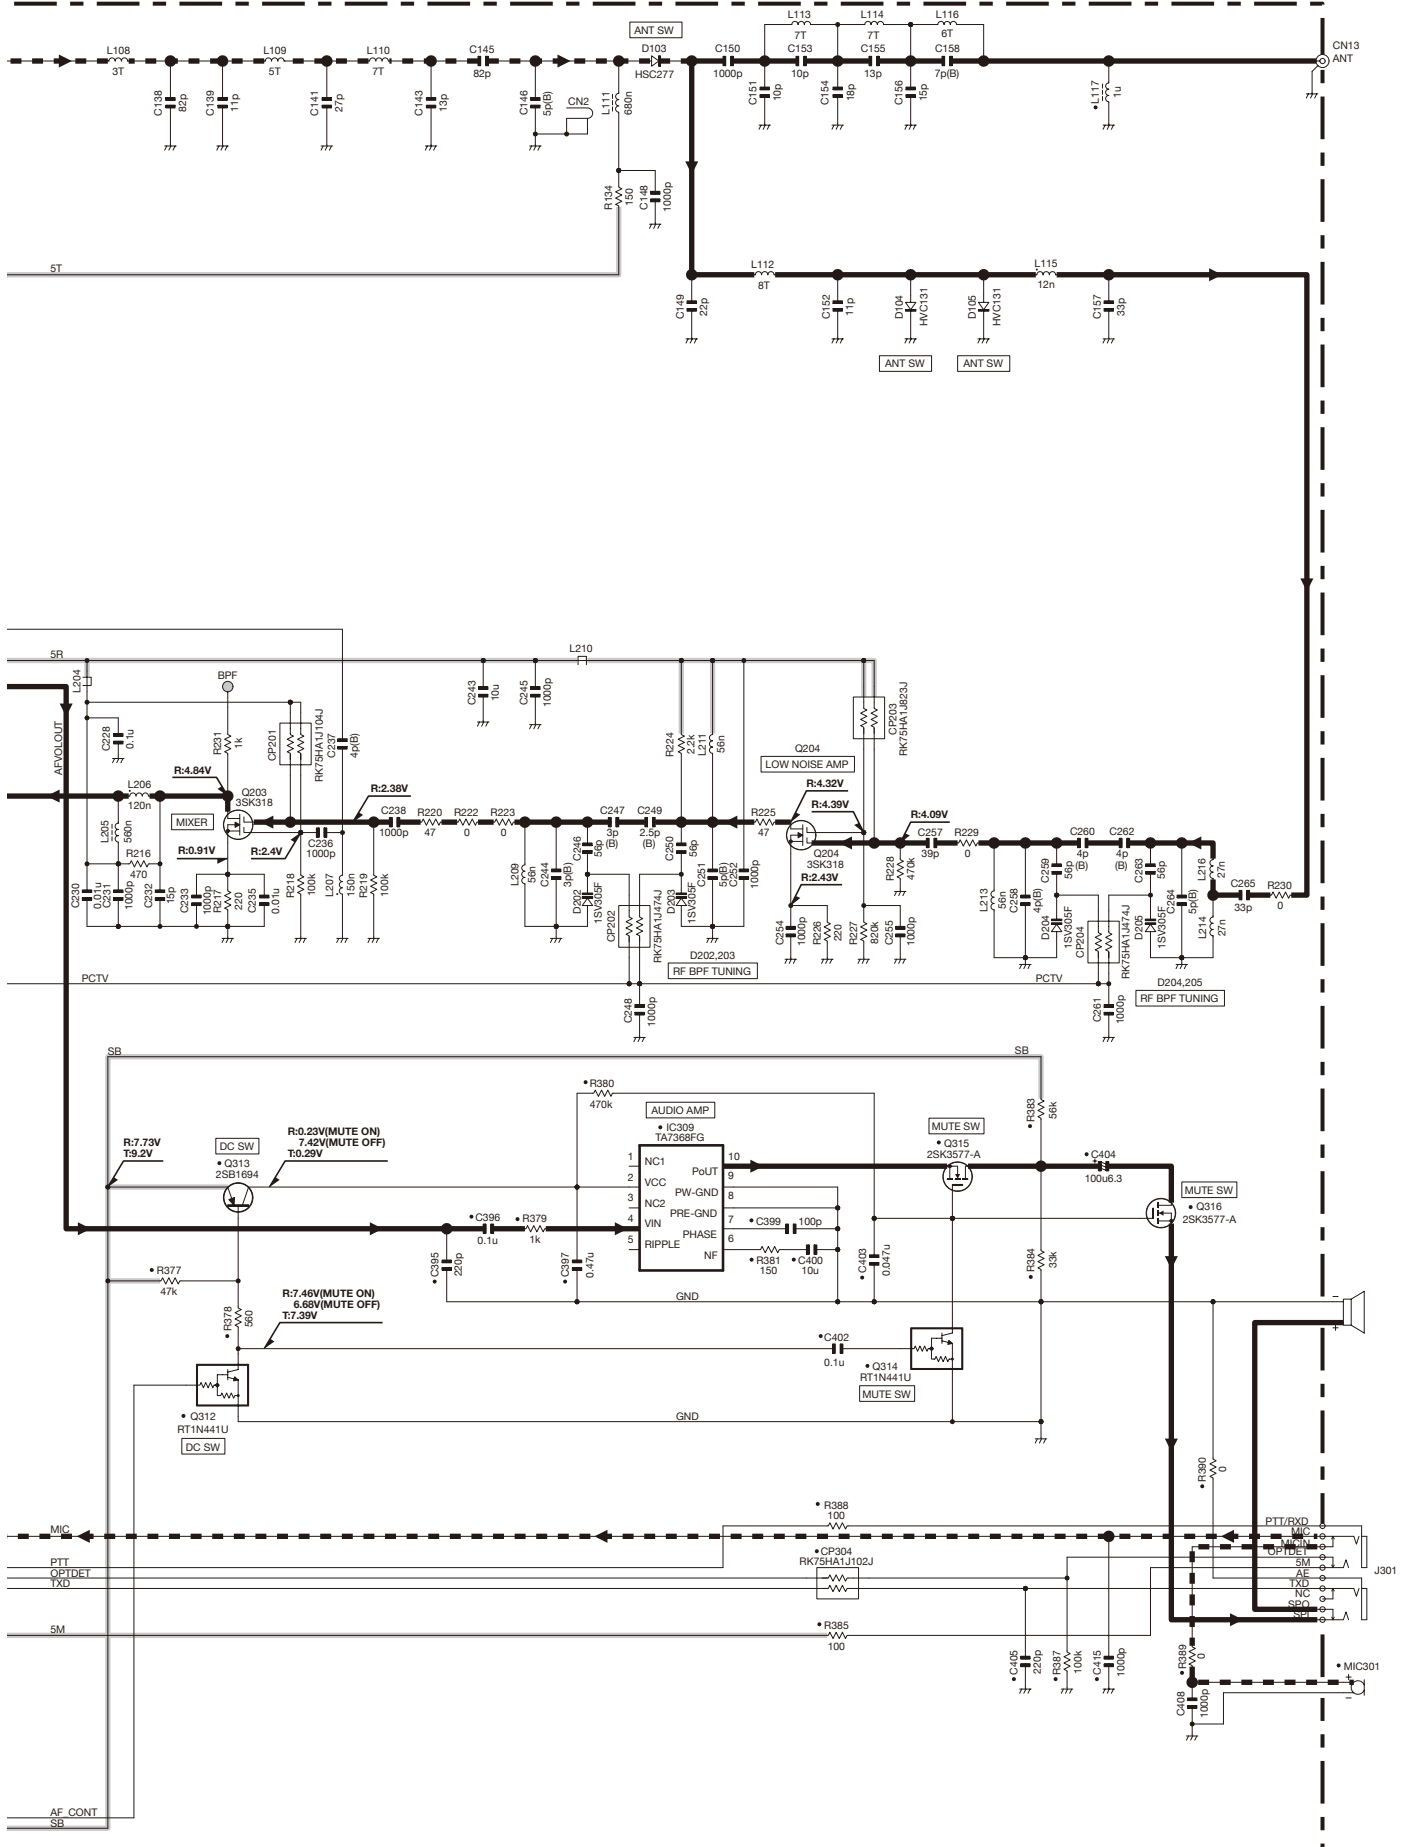 ANT SW
L113
7T
L114
7T
L116
6T
L108
3T
L109
5T
L110
7T
C145
82p
D103
HSC277
C150
1000p
C153
10p
C155
13p
C158
7p(B)
CN13
ANT
C138
82p
C139
11p
C141
27p
C143
13p
C146
5p(B)
CN2
L111
680n
C151
10p
C154
18p
C156
15p
•L117
1u
R134
150
C148
1000p
5T
L112
8T
L115
12n
C149
22p
C152
11p
D104
HVC131
D105
HVC131
C157
33p
ANT SW
ANT SW
5R
L210
L204
BPF
C243
10u
C245
1000p
AFVOLOUT
C228
0.1u
R231
1k
CP201
RK75HA1J104J
C237
4p(B)
R224
2.2k
L211
56n
CP203
RK75HA1J823J
Q204
LOW NOISE AMP
R:4.84V
R:2.38V
R:4.32V
R:4.39V
R:4.09V
L206
120n
Q203
3SK318
MIXER
C238
1000p
R220
47
R222
0
R223
0
C247
3p
(B)
C249
2.5p
(B)
R225
47
Q204
3SK318
C257
39p
R229
0
C260
4p
(B)
C262
4p
(B)
L205
560n
R:0.91V
R:2.4V
C236
1000p
R216
470
C230
0.01u
C231
1000p
C232
15p
C233
1000p
R217
220
C235
0.01u
R218
100k
L207
150n
R219
100k
L209
56n
C244
3p(B)
C246
56p
D202
1SV305F
CP202
RK75HA1J474J
C250
56p
D203
1SV305F
C251
5p(B)
C252
1000p
R:2.43V
R228
470k
C254
1000p
R226
220
R227
820k
C255
1000p
L213
56n
C258
4p(B)
C259
56p
D204
1SV305F
CP204
RK75HA1J474J
C263
56p
D205
1SV305F
C264
5p(B)
L216
27n
L214
27n
C265
33p
R230
0
D202,203
RF BPF TUNING
D204,205
RF BPF TUNING
PCTV
PCTV
C248
1000p
C261
1000p
SB
SB
• R380
470k
• R383
56k
AUDIO AMP
• IC309
TA7368FG
R:7.73V
T:9.2V
R:0.23V(MUTE ON)
7.42V(MUTE OFF)
T:0.29V
DC SW
• Q313
2SB1694
1
NC1
2
VCC
3
NC2
4
VIN
5
RIPPLE
10
PoUT
9
PW-GND
8
PRE-GND
7
PHASE
6
NF
MUTE SW
• Q315
2SK3577-A
• C404
100u6.3
MUTE SW
• Q316
2SK3577-A
• C396
0.1u
• R379
1k
• C399
100p
• R381
150
• C400
10u
• C395
220p
• C397
0.47u
• C403
0.047u
• R384
33k
• R377
47k
• R378
560
R:7.46V(MUTE ON)
6.68V(MUTE OFF)
T:7.39V
GND
−
+
• C402
0.1u
• Q314
RT1N441U
MUTE SW
• Q312
RT1N441U
DC SW
GND
• R390
0
• R388
100
MIC
PTT
OPTDET
TXD
• CP304
RK75HA1J102J
PTT/RXD
MIC
MICIN
OPTDET
5M
AE
TXD
NC
SPO
SPI
J301
5M
• R385
100
• C405
220p
• R387
100k
• C415
1000p
• R389
0
C408
1000p
• MIC301
+
−
AF_CONT
SB